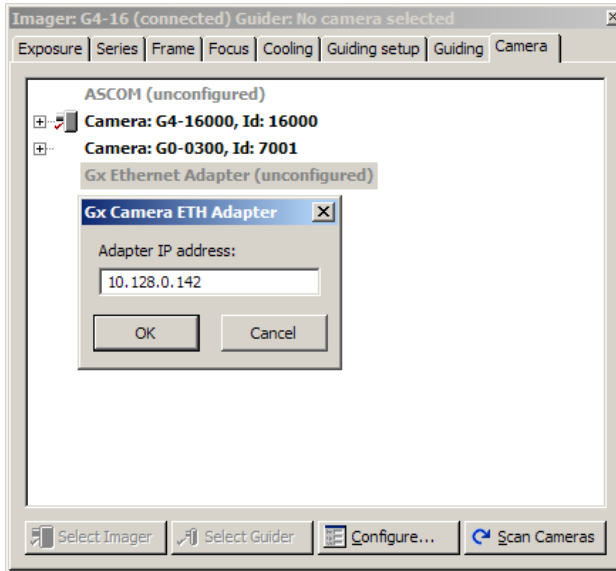 Imager: G4-16 (connected) Guider: No camera selected
Exposure Series Frame Focus Cooling Guiding setup Guiding Camera
ASCOM (unconfigured)
Camera: G4-16000, Id: 16000
Camera: G0-0300, Id: 7001
Gx Ethernet Adapter (unconfigured)
Gx Camera ETH Adapter
Adapter IP address:
10.128.0.142
OK Cancel
Select Imager Select Guider Configure... Scan Cameras